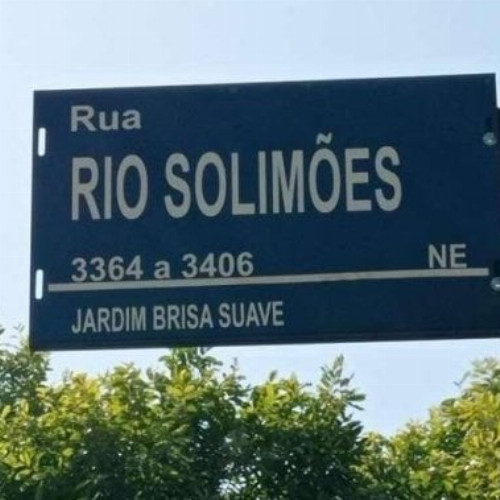 Rua
RIO SOLIMÕES
3364 a 3406 NE
JARDIM BRISA SUAVE